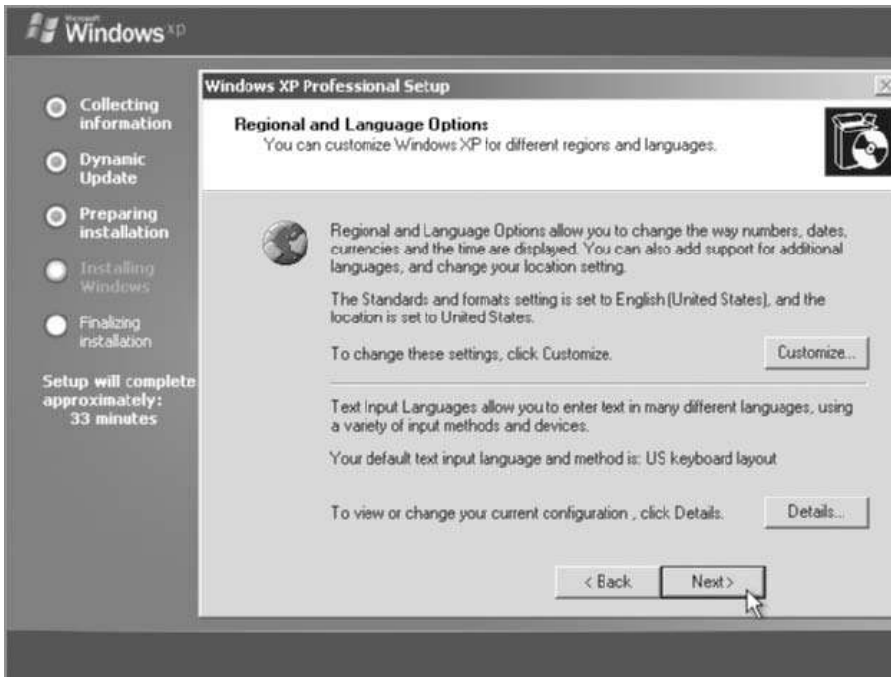 Microsoft
Windows xp
Collecting
information
Dynamic
Update
Preparing
installation
Installing
Windows
Finalizing
installation
Setup will complete
approximately:
33 minutes
Windows XP Professional Setup
Regional and Language Options
You can customize Windows XP for different regions and languages.
Regional and Language Options allow you to change the way numbers, dates,
currencies and the time are displayed. You can also add support for additional
languages, and change your location setting.
The Standards and formats setting is set to English (United States), and the
location is set to United States.
To change these settings, click Customize.
Customize...
Text Input Languages allow you to enter text in many different languages, using
a variety of input methods and devices.
Your default text input language and method is: US keyboard layout
To view or change your current configuration , click Details.
Details...
< Back
Next >